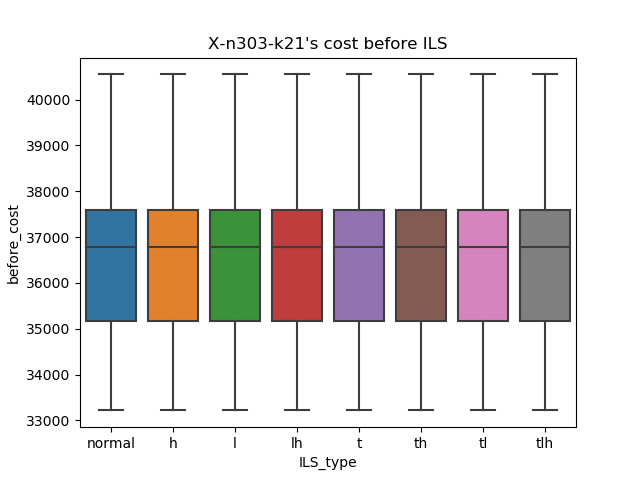 X-n303-k21's cost before ILS
before_cost
40000
39000
38000
37000
36000
35000
34000
33000
normal h l lh t th tl tlh
ILS_type